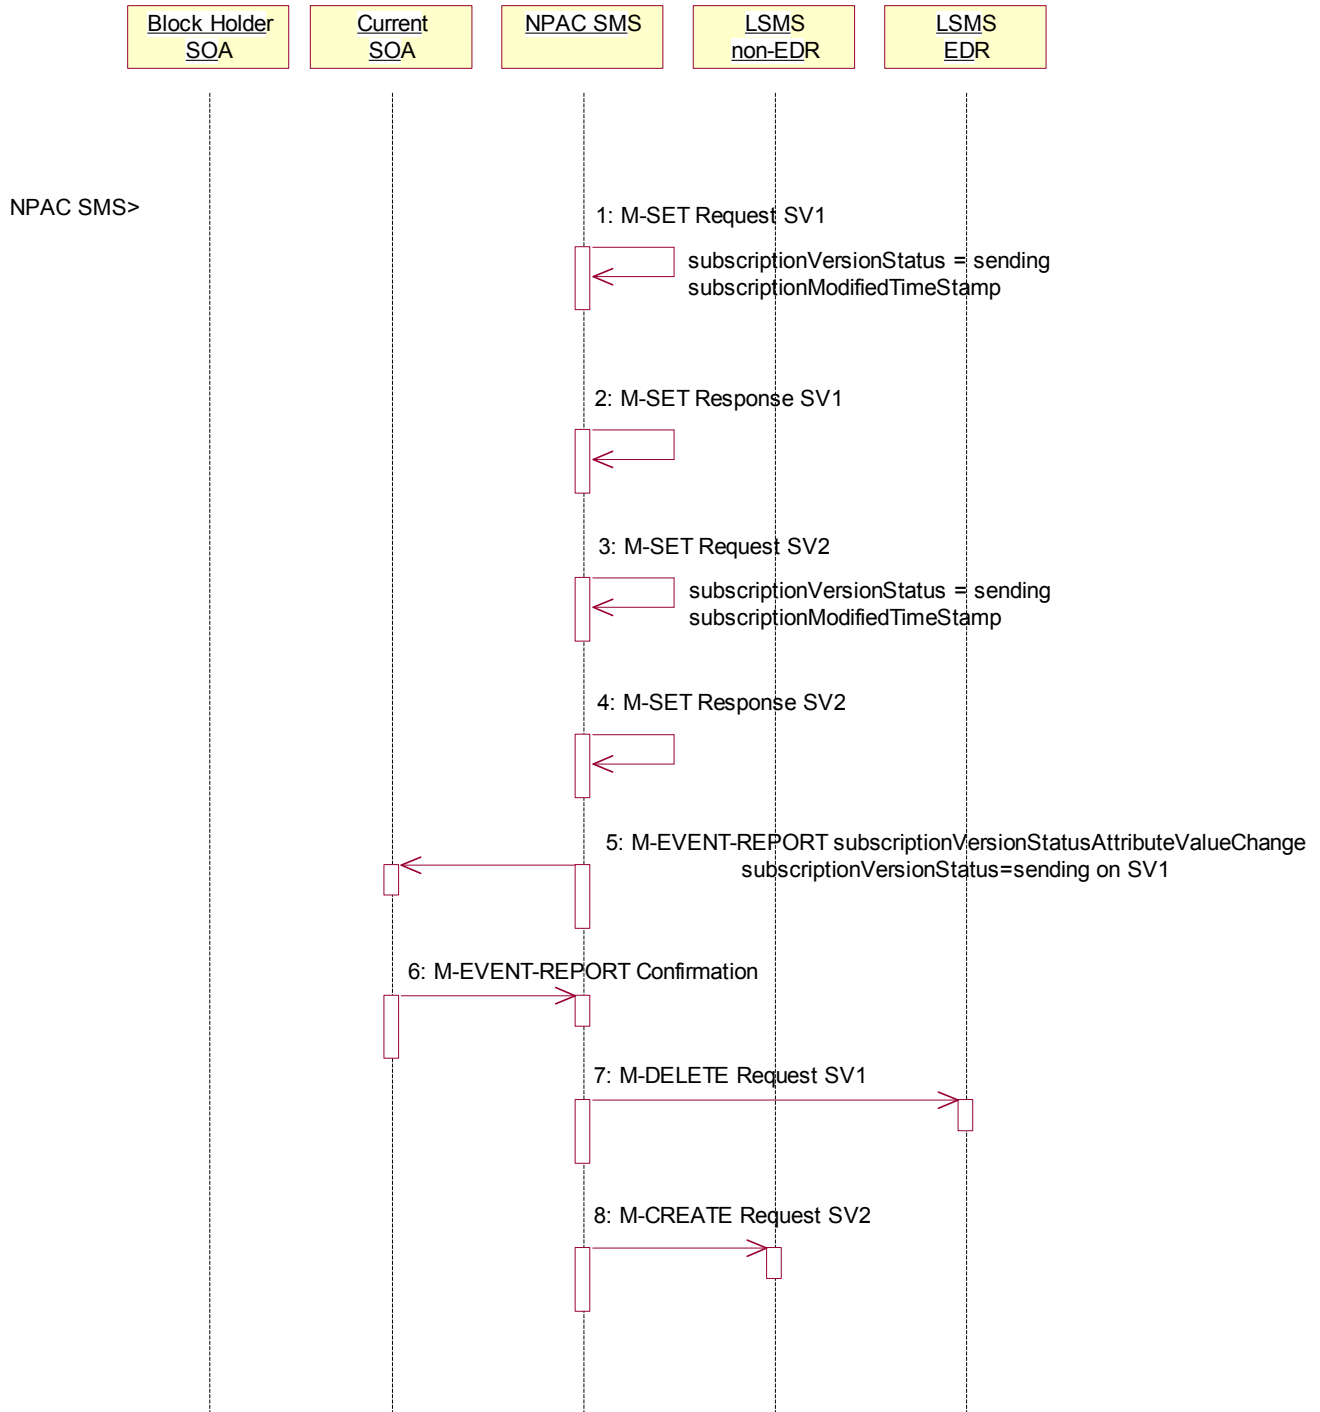 Block Holder
SOA
Current
SOA
NPAC SMS
LSMS
non-EDR
LSMS
EDR
NPAC SMS>
1: M-SET Request SV1
subscriptionVersionStatus = sending
subscriptionModifiedTimeStamp
2: M-SET Response SV1
3: M-SET Request SV2
subscriptionVersionStatus = sending
subscriptionModifiedTimeStamp
4: M-SET Response SV2
5: M-EVENT-REPORT subscriptionVersionStatusAttributeValueChange
subscriptionVersionStatus=sending on SV1
6: M-EVENT-REPORT Confirmation
7: M-DELETE Request SV1
8: M-CREATE Request SV2